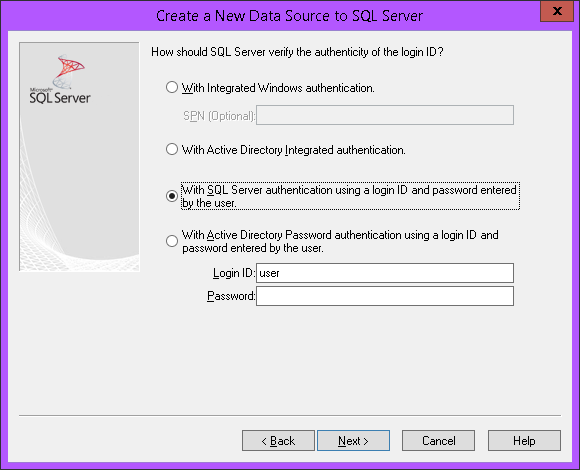 Create a New Data Source to SQL Server
x
Microsoft
SQL Server
How should SQL Server verify the authenticity of the login ID?
With Integrated Windows authentication.
SPN (Optional):
With Active Directory Integrated authentication.
With SQL Server authentication using a login ID and password entered
by the user.
With Active Directory Password authentication using a login ID and
password entered by the user.
Login ID: user
Password:
< Back Next > Cancel Help